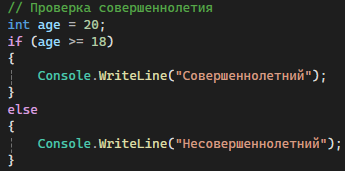 // Проверка совершеннолетия
int age = 20;
if (age >= 18)
{
    Console.WriteLine("Совершеннолетний");
}
else
{
    Console.WriteLine("Несовершеннолетний");
}